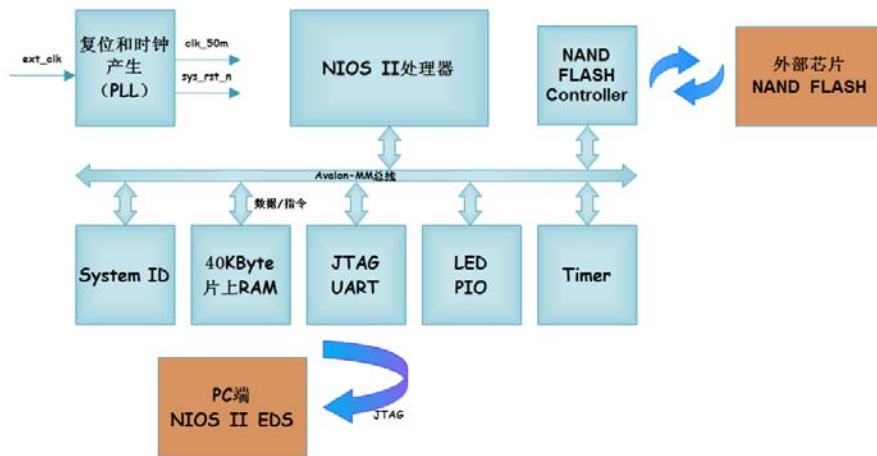 ext_clk
复位和时钟
产生
（PLL）
clk_50m
sys_rst_n
NIOS II处理器
NAND
FLASH
Controller
外部芯片
NAND FLASH
Avalon-MM总线
数据/指令
System ID
40KByte
片上RAM
JTAG
UART
LED
PIO
Timer
PC端
NIOS II EDS
JTAG